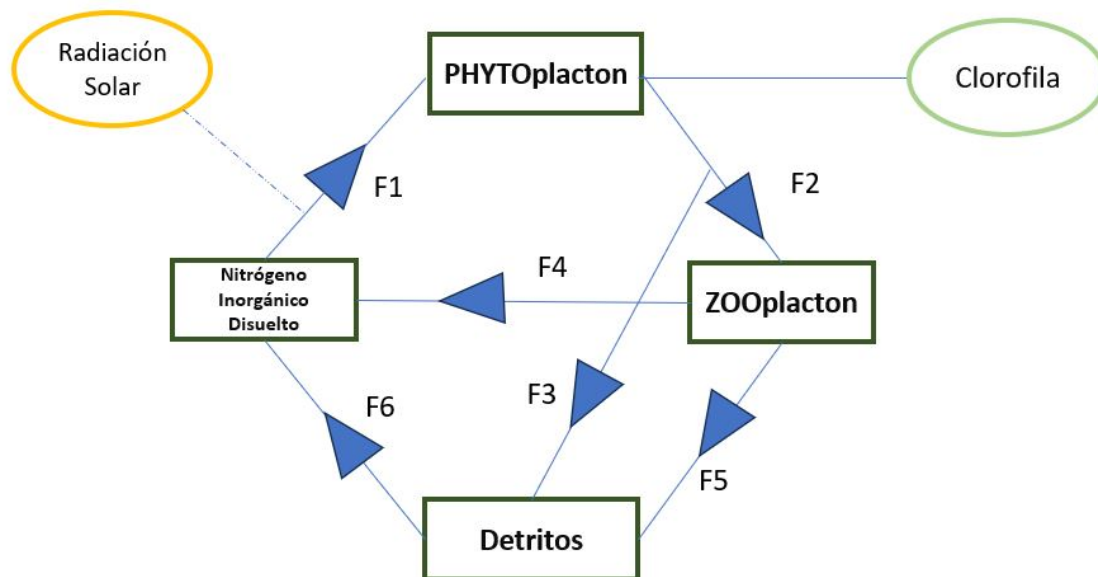 Radiación
Solar
PHYTOplacton
Clorofila
F1
F2
Nitrógeno
Inorgánico
Disuelto
F4
ZOOplacton
F3
F6
F5
Detritos